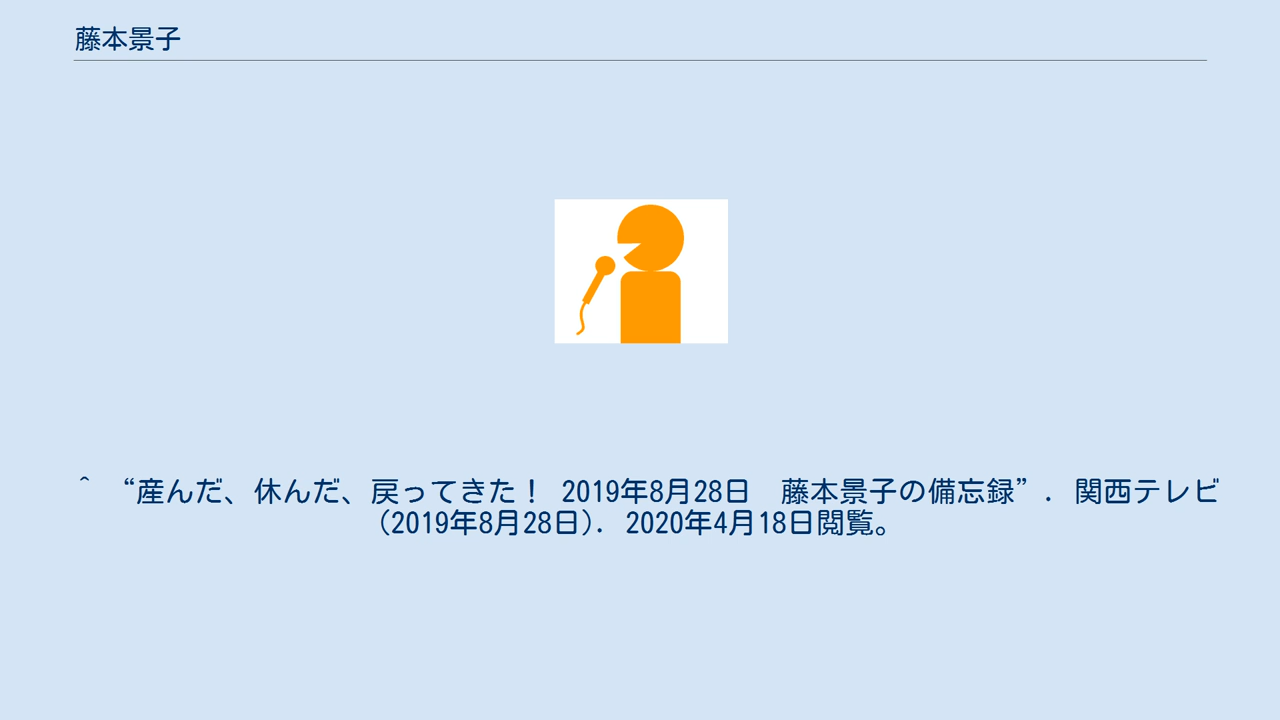 藤本景子
^ “産んだ、休んだ、戻ってきた！ 2019年8月28日　藤本景子の備忘録”. 関西テレビ
(2019年8月28日). 2020年4月18日閲覧。